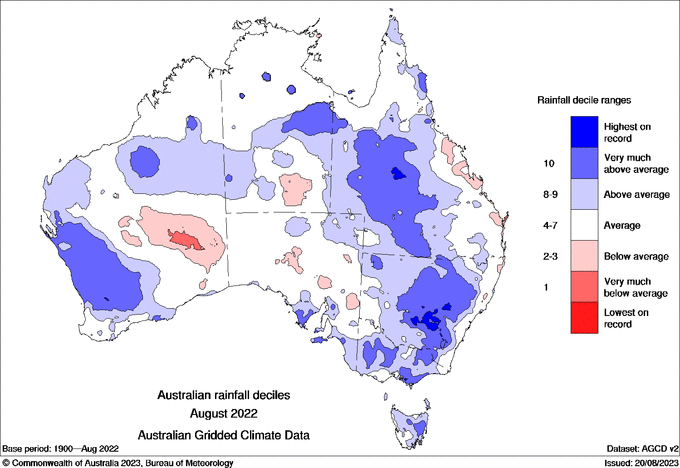 Rainfall decile ranges
Highest on
record
10
Very much
above average
8-9
Above average
4-7
Average
2-3
Below average
1
Very much
below average
Lowest on
record
Australian rainfall deciles
August 2022
Australian Gridded Climate Data
Base period: 1900—Aug 2022
Dataset: AGCD v2
© Commonwealth of Australia 2023, Bureau of Meteorology
Issued: 20/08/2023